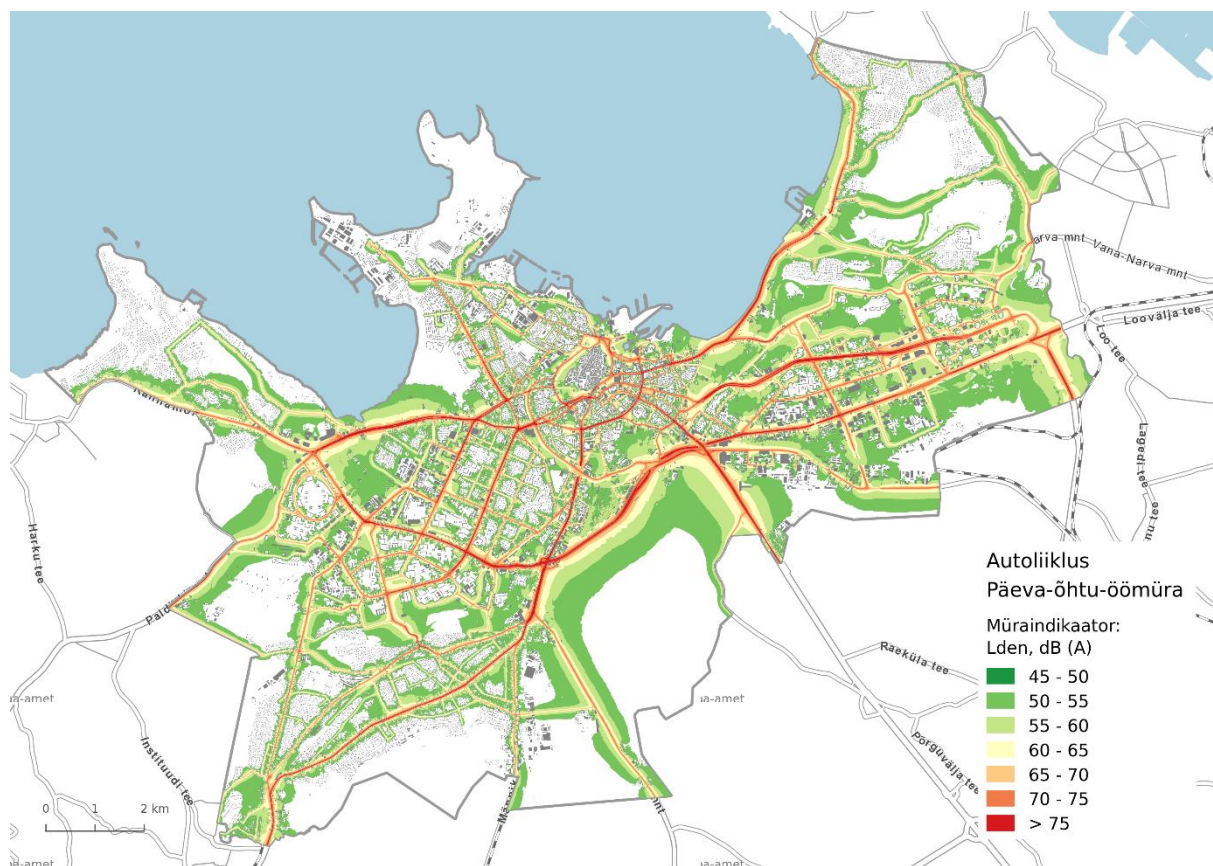 Autoliiklus
Päeva-õhtu-öömüra
Müraindikaator:
Lden, dB (A)
45 - 50
50 - 55
55 - 60
60 - 65
65 - 70
70 - 75
> 75
Vana-Narva mnt
Loovälja tee
Loo tee
Lagedi tee
Harku tee
Raeküla tee
Põrguvälja tee
Instituudi tee
mnt
0 1 2 km